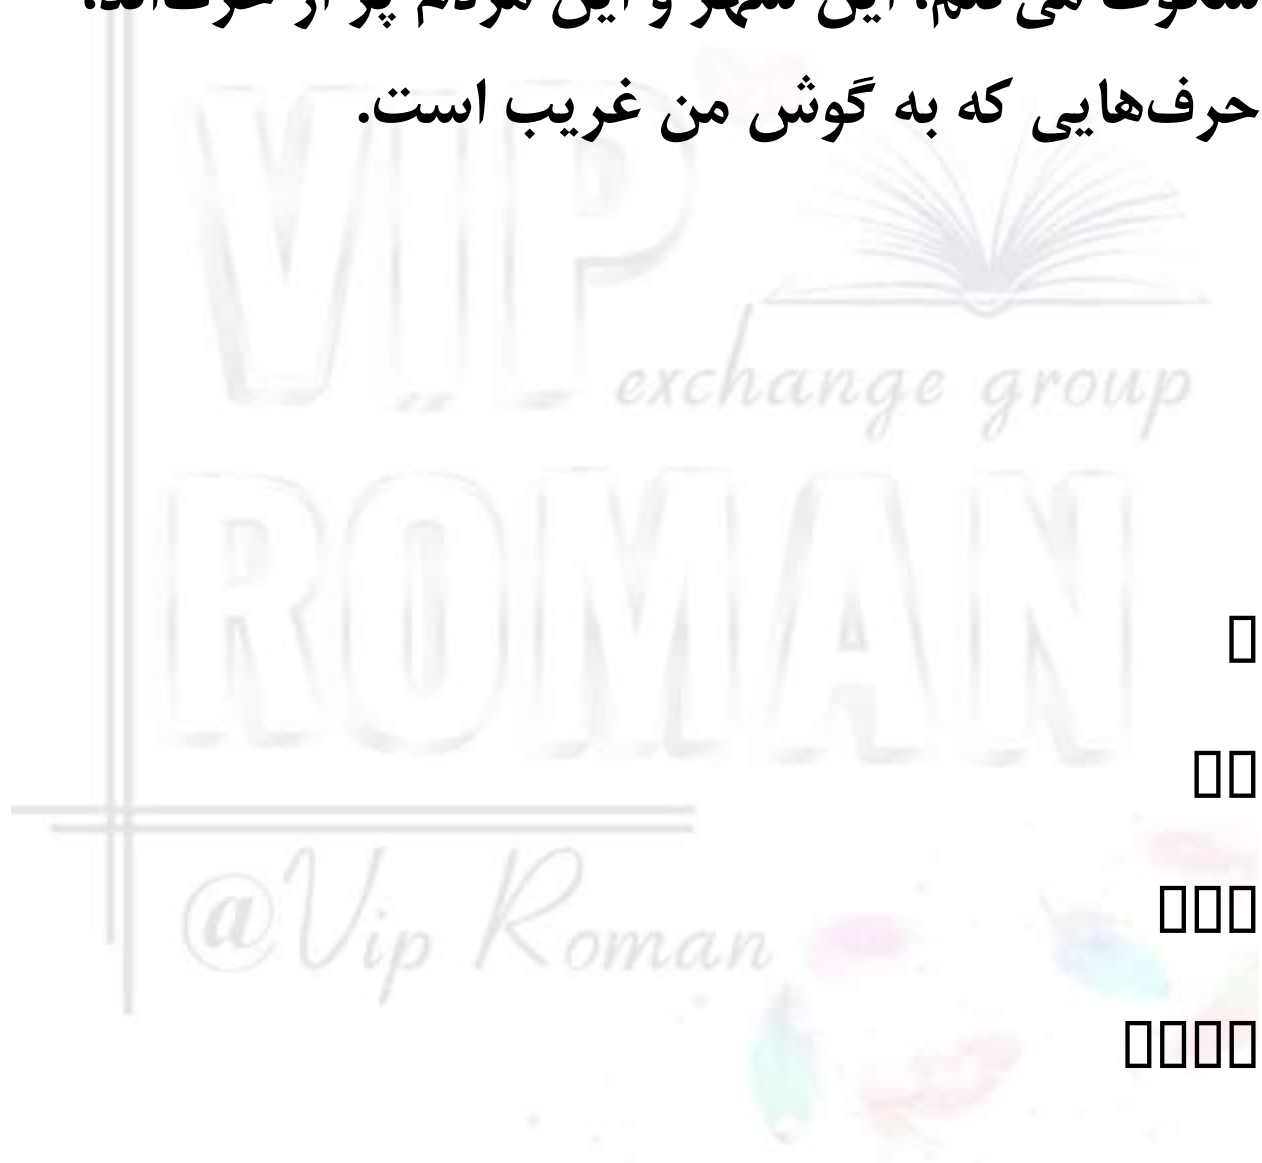 سکوت می‌کنم. این شهر و این مردم پر از حرف‌اند،
حرف‌هایی که به گوش من غریب است.
VIP
exchange group
ROMAN
▯
▯▯
▯▯▯
▯▯▯▯
@Vip Roman